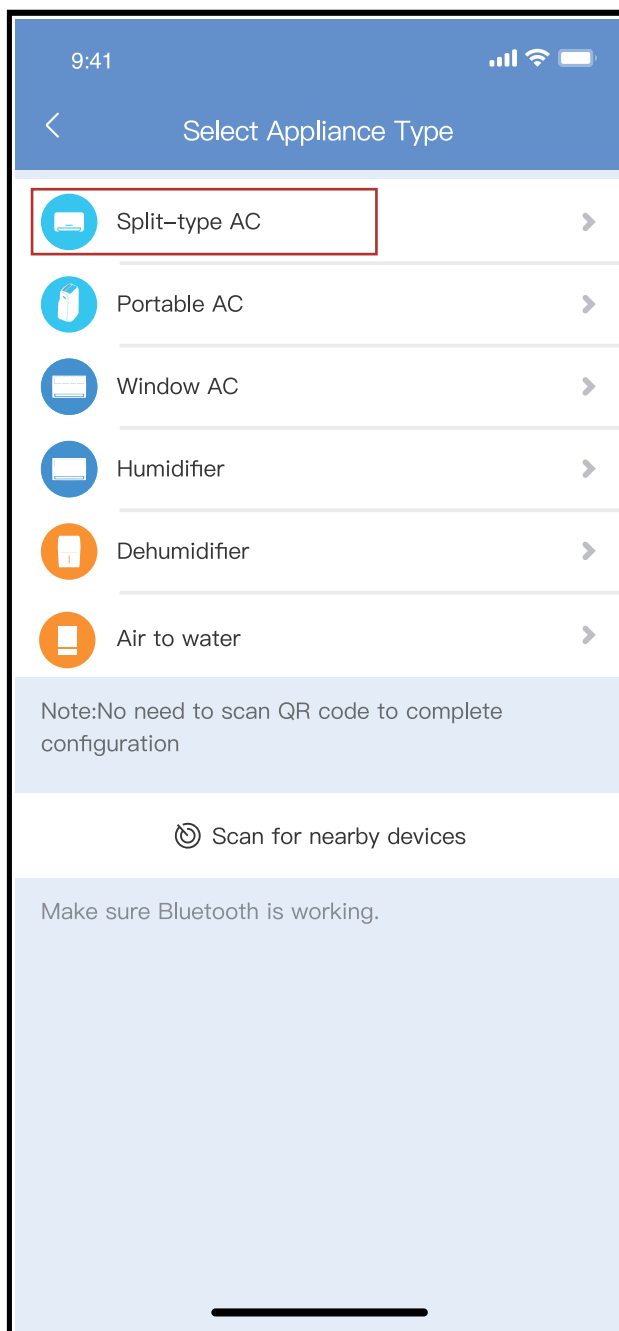 9:41
Select Appliance Type
Split-type AC
Portable AC
Window AC
Humidifier
Dehumidifier
Air to water
Note:No need to scan QR code to complete
configuration
Scan for nearby devices
Make sure Bluetooth is working.